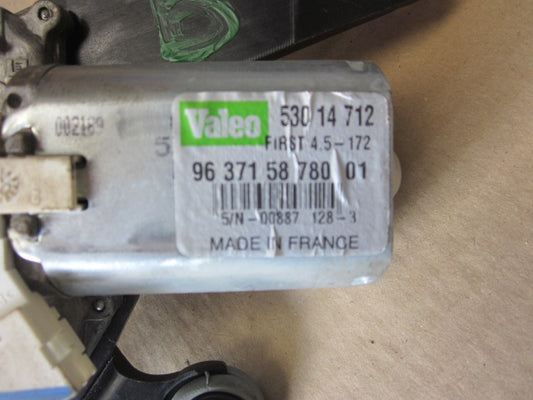 002189
Valeo 530 14 712
FIRST 4.5-172
96 371 58 780 01
S/N-00887 128-3
MADE IN FRANCE